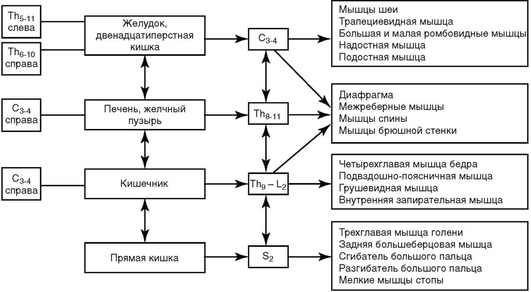 Th5-11
слева
Th6-10
справа
Желудок,
двенадцатиперстная
кишка
C3-4
Мышцы шеи
Трапециевидная мышца
Большая и малая ромбовидные мышцы
Надостная мышца
Подостная мышца
C3-4
справа
Печень, желчный
пузырь
Th8-11
Диафрагма
Межреберные мышцы
Мышцы спины
Мышцы брюшной стенки
C3-4
справа
Кишечник
Th9 – L2
Четырехглавая мышца бедра
Подвздошно-поясничная мышца
Грушевидная мышца
Внутренняя запирательная мышца
Прямая кишка
S2
Трехглавая мышца голени
Задняя большеберцовая мышца
Сгибатель большого пальца
Разгибатель большого пальца
Мелкие мышцы стопы